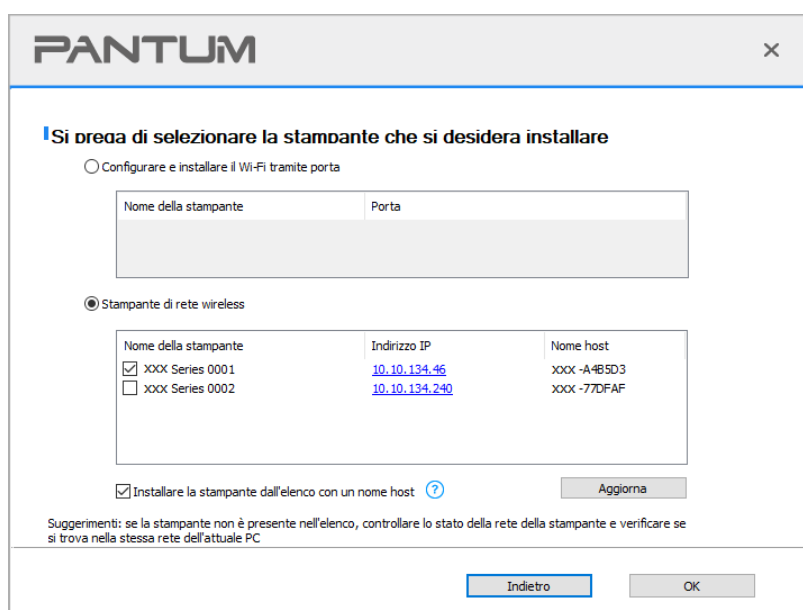 PANTUM
Si prega di selezionare la stampante che si desidera installare
Configurare e installare il Wi-Fi tramite porta
Nome della stampante Porta
Stampante di rete wireless
Nome della stampante Indirizzo IP Nome host
XXX Series 0001 10.10.134.46 XXX -A4B5D3
XXX Series 0002 10.10.134.240 XXX -77DFAF
Installare la stampante dall'elenco con un nome host ? Aggiorna
Suggerimenti: se la stampante non è presente nell'elenco, controllare lo stato della rete della stampante e verificare se
si trova nella stessa rete dell'attuale PC
Indietro OK